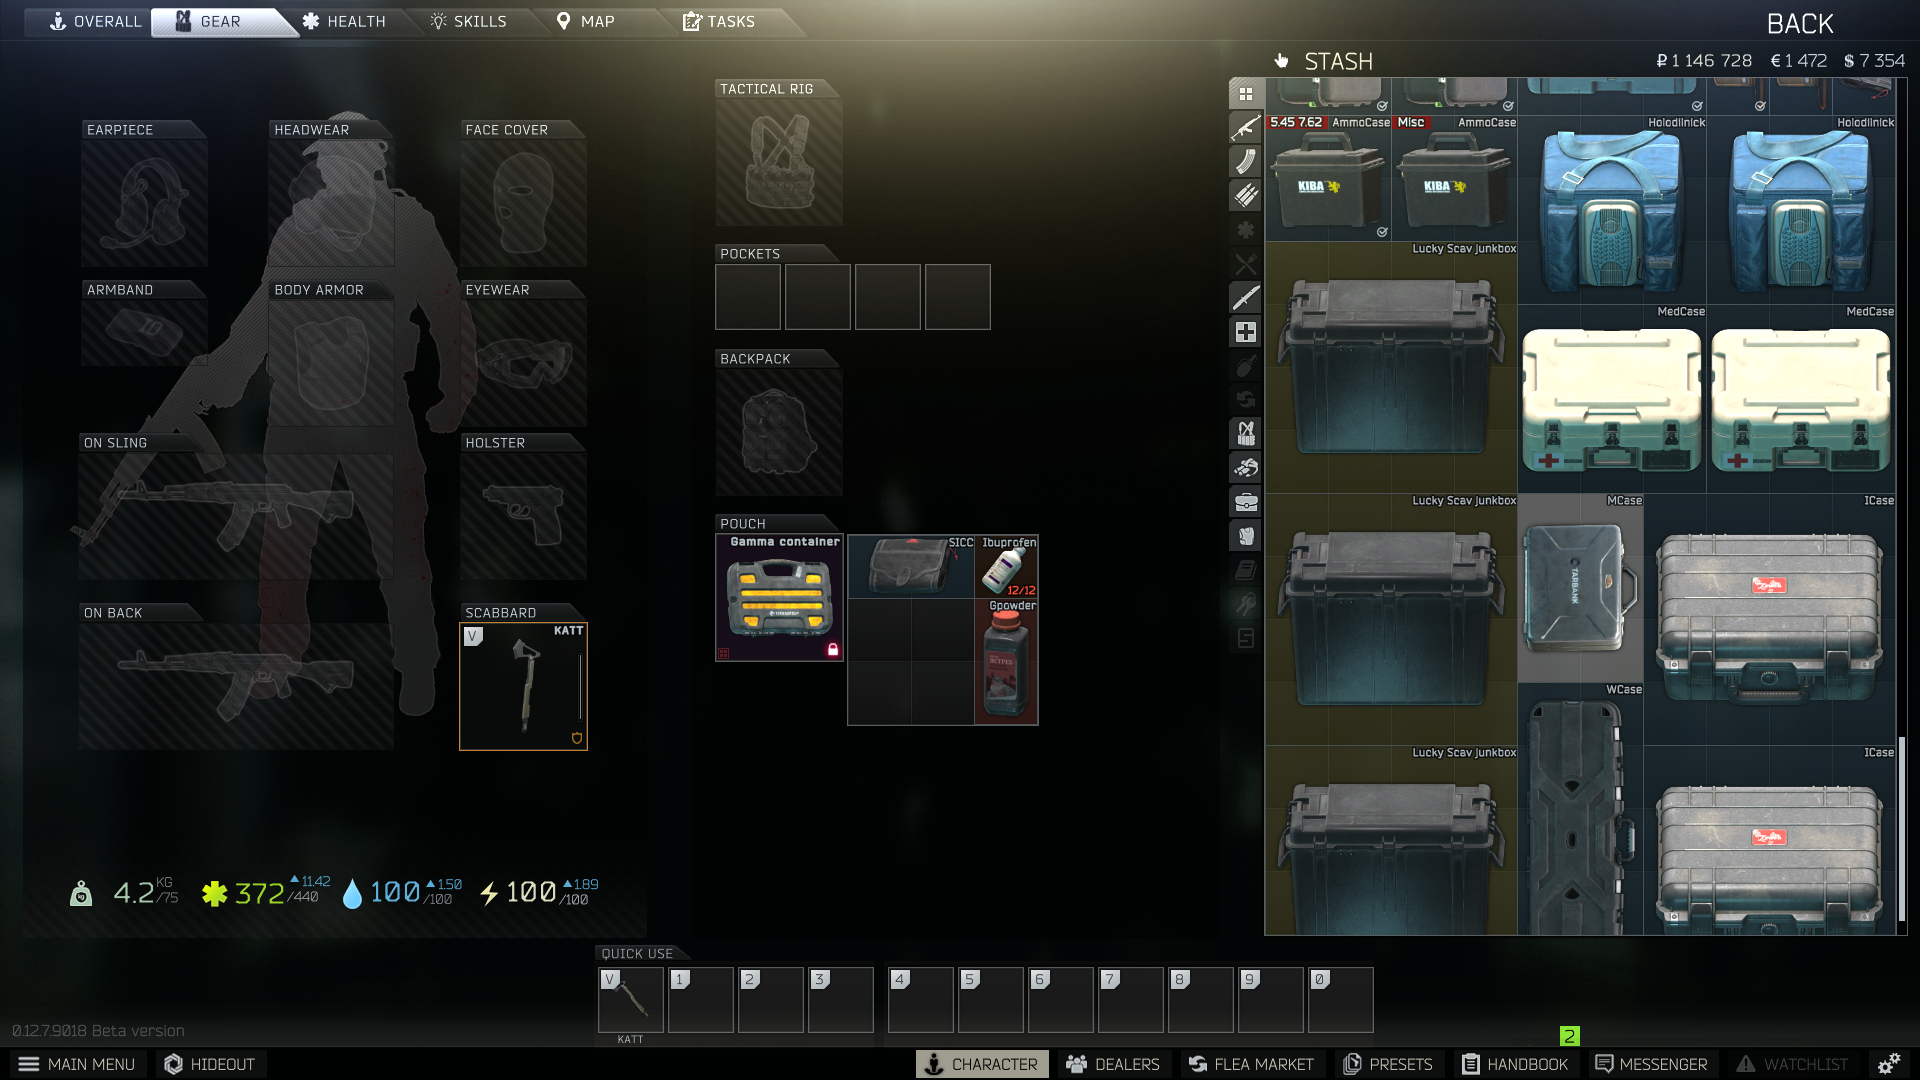 OVERALL
GEAR
HEALTH
SKILLS
MAP
TASKS
BACK
STASH
₽ 1 146 728
€ 1 472
$ 7 354
EARPIECE
HEADWEAR
FACE COVER
ARMBAND
BODY ARMOR
EYEWEAR
ON SLING
HOLSTER
ON BACK
SCABBARD
V
KATT
4.2 KG /75
372 11.42 /440
100 1.50 /100
100 1.89 /100
TACTICAL RIG
POCKETS
BACKPACK
POUCH
Gamma container
SICC
Ibuprofen
12/12
Gpowder
5.45 7.62
AmmoCase
Misc
AmmoCase
Holodilnick
Holodilnick
KIBA
KIBA
Lucky Scav Junkbox
MedCase
MedCase
Lucky Scav Junkbox
MCase
ICase
TARBANK
WCase
Lucky Scav Junkbox
ICase
QUICK USE
V
1
2
3
4
5
6
7
8
9
0
KATT
0.12.7.9018 Beta version
2
MAIN MENU
HIDEOUT
CHARACTER
DEALERS
FLEA MARKET
PRESETS
HANDBOOK
MESSENGER
WATCHLIST